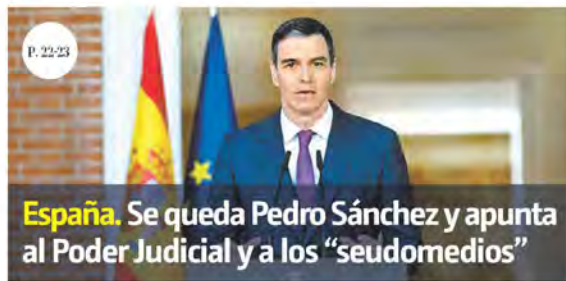 P. 22-23
España. Se queda Pedro Sánchez y apunta
al Poder Judicial y a los “seudomedios”